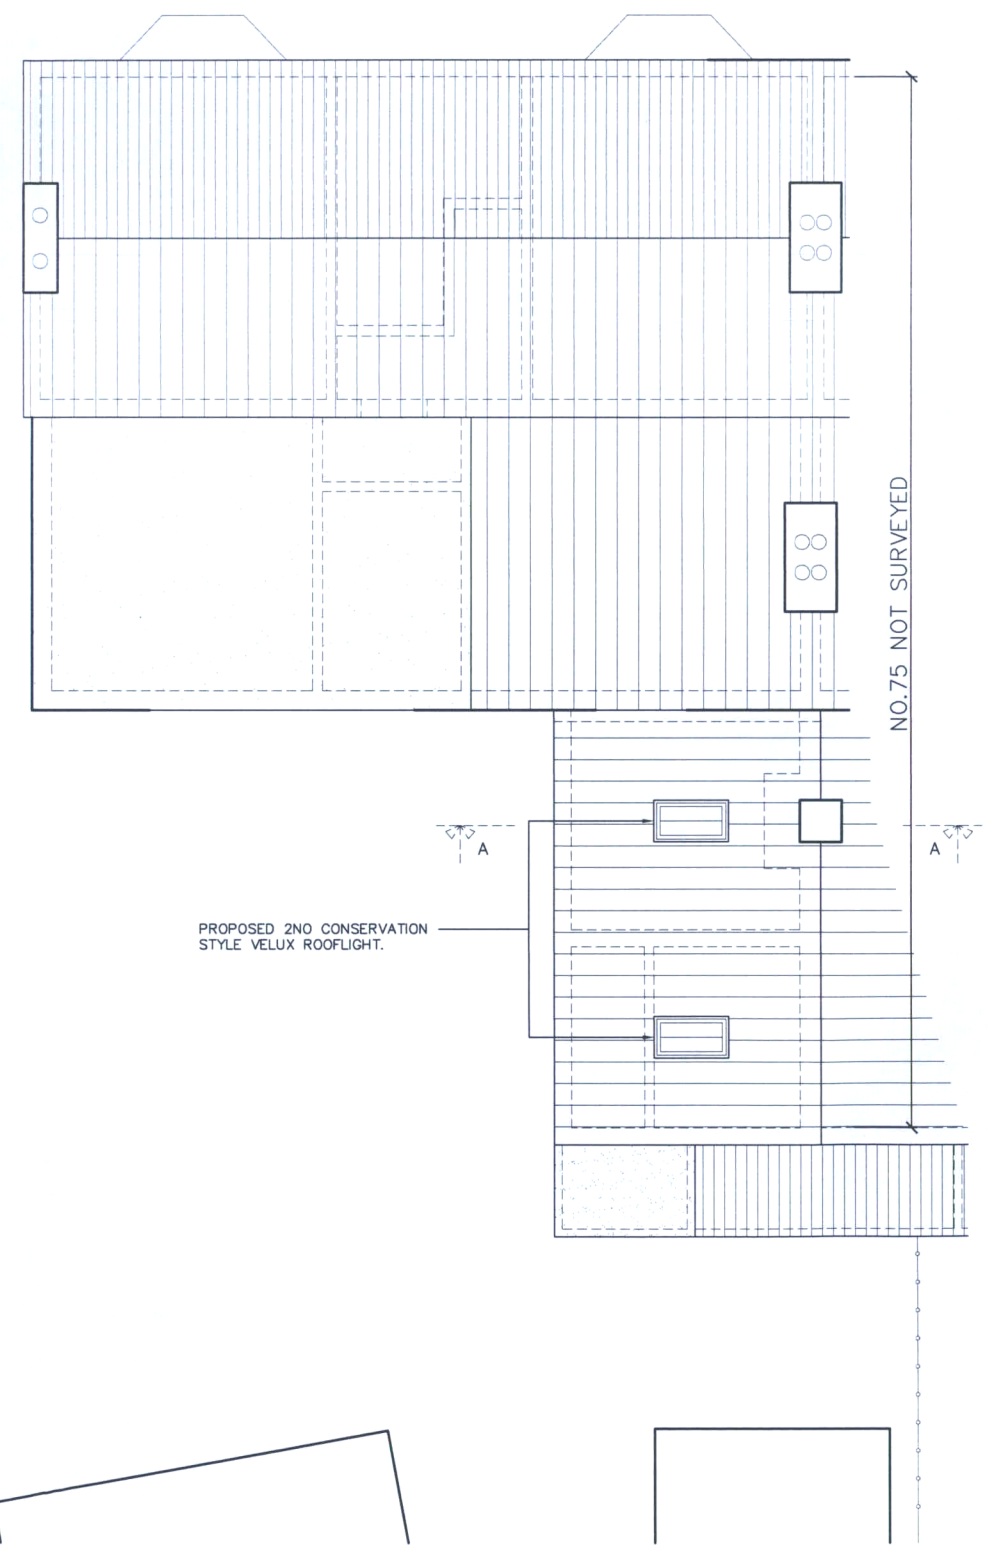 NO.75 NOT SURVEYED
A
A
PROPOSED 2NO CONSERVATION
STYLE VELUX ROOFLIGHT.